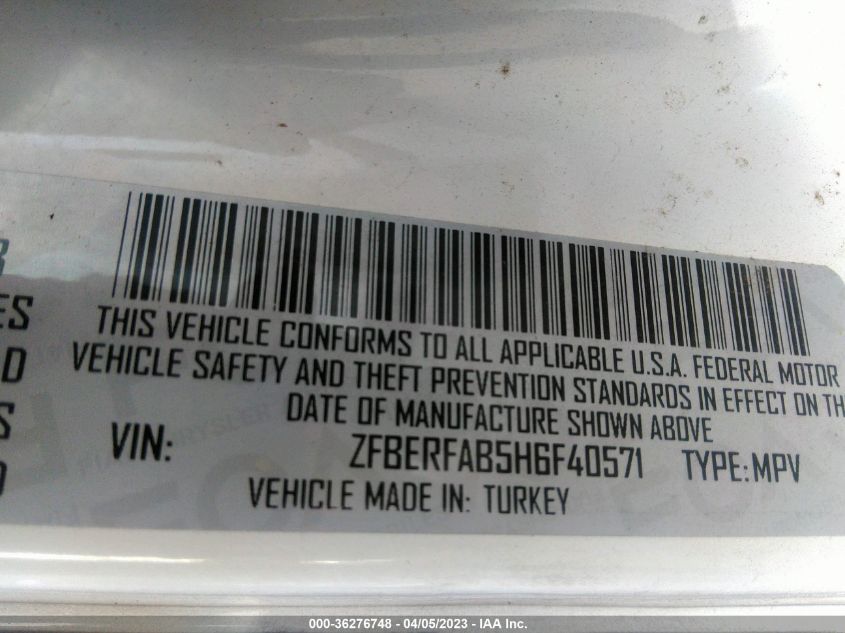 THIS VEHICLE CONFORMS TO ALL APPLICABLE U.S.A. FEDERAL MOTOR
VEHICLE SAFETY AND THEFT PREVENTION STANDARDS IN EFFECT ON TH
DATE OF MANUFACTURE SHOWN ABOVE
VIN: ZFBERFAB5H6F40571 TYPE: MPV
VEHICLE MADE IN: TURKEY
000-36276748 - 04/05/2023 - IAA Inc.